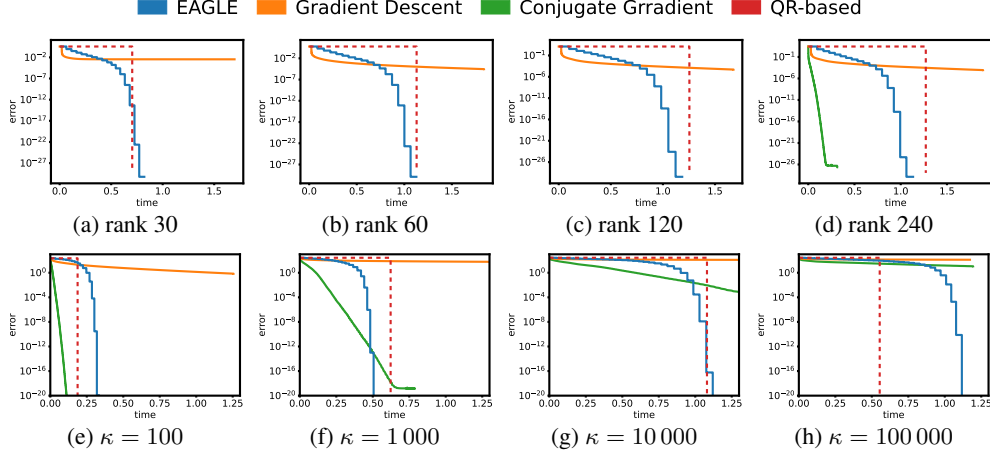 EAGLE Gradient Descent Conjugate Grradient QR-based
10⁻² 10⁻⁷ 10⁻¹² 10⁻¹⁷ 10⁻²² 10⁻²⁷
error
0.0 0.5 1.0 1.5
time
(a) rank 30
10⁻² 10⁻⁷ 10⁻¹² 10⁻¹⁷ 10⁻²² 10⁻²⁷
error
0.0 0.5 1.0 1.5
time
(b) rank 60
10⁻¹ 10⁻⁶ 10⁻¹¹ 10⁻¹⁶ 10⁻²¹ 10⁻²⁶
error
0.0 0.5 1.0 1.5
time
(c) rank 120
10⁻¹ 10⁻⁶ 10⁻¹¹ 10⁻¹⁶ 10⁻²¹ 10⁻²⁶
error
0.0 0.5 1.0 1.5
time
(d) rank 240
10⁰ 10⁻⁴ 10⁻⁸ 10⁻¹² 10⁻¹⁶ 10⁻²⁰
error
0.00 0.25 0.50 0.75 1.00 1.25
time
(e) κ = 100
10⁰ 10⁻⁴ 10⁻⁸ 10⁻¹² 10⁻¹⁶ 10⁻²⁰
error
0.00 0.25 0.50 0.75 1.00 1.25
time
(f) κ = 1 000
10⁰ 10⁻⁴ 10⁻⁸ 10⁻¹² 10⁻¹⁶ 10⁻²⁰
error
0.00 0.25 0.50 0.75 1.00 1.25
time
(g) κ = 10 000
10⁰ 10⁻⁴ 10⁻⁸ 10⁻¹² 10⁻¹⁶ 10⁻²⁰
error
0.00 0.25 0.50 0.75 1.00 1.25
time
(h) κ = 100 000